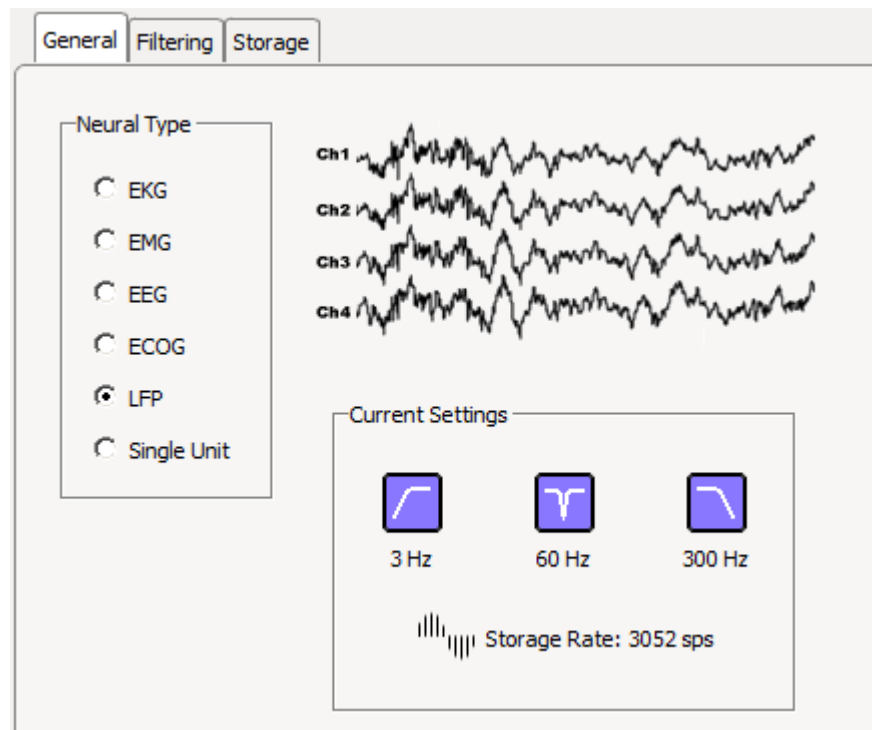 General Filtering Storage
Neural Type
EKG
EMG
EEG
ECOG
LFP
Single Unit
Ch1
Ch2
Ch3
Ch4
Current Settings
3 Hz 60 Hz 300 Hz
Storage Rate: 3052 sps